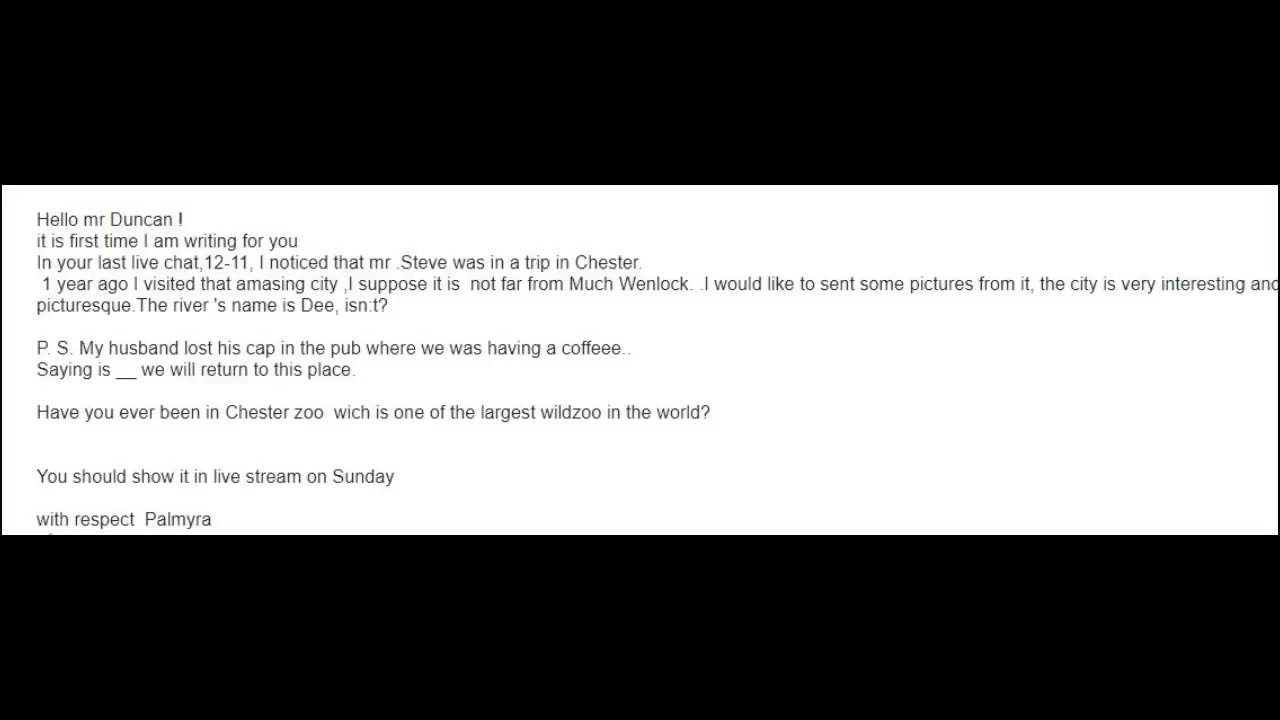 Hello mr Duncan !
it is first time I am writing for you
In your last live chat,12-11, I noticed that mr .Steve was in a trip in Chester.
1 year ago I visited that amasing city ,I suppose it is not far from Much Wenlock. .I would like to sent some pictures from it, the city is very interesting and
picturesque.The river 's name is Dee, isn:t?
P. S. My husband lost his cap in the pub where we was having a coffeee..
Saying is __ we will return to this place.
Have you ever been in Chester zoo wich is one of the largest wildzoo in the world?
You should show it in live stream on Sunday
with respect Palmyra